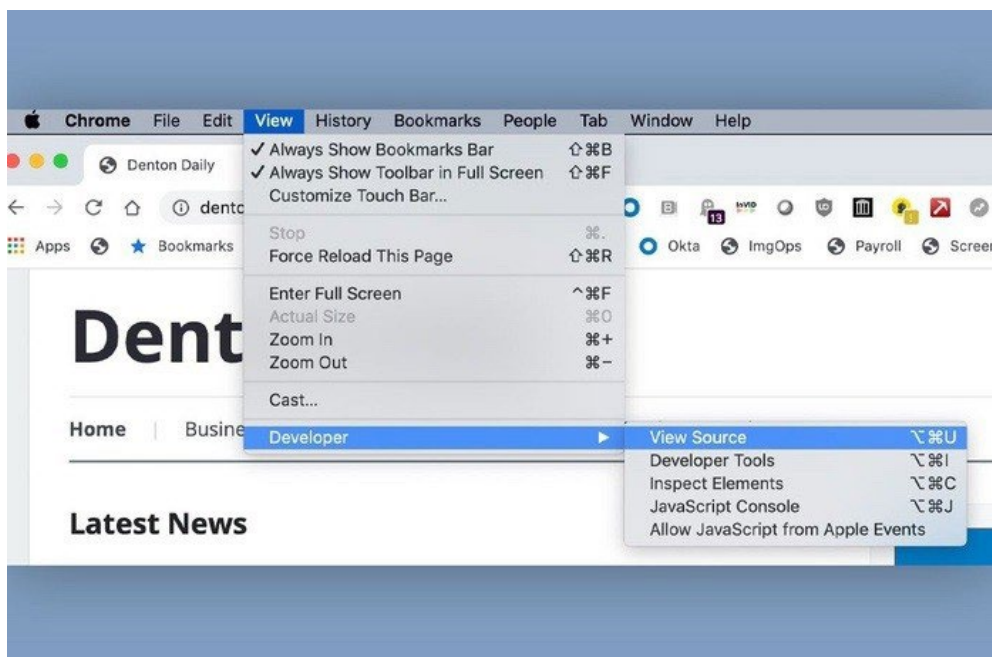 Chrome File Edit View History Bookmarks People Tab Window Help
Denton Daily
✓ Always Show Bookmarks Bar ⇧⌘B
✓ Always Show Toolbar in Full Screen ⇧⌘F
Customize Touch Bar...
Stop ⌘.
Force Reload This Page ⇧⌘R
Enter Full Screen ^⌘F
Actual Size ⌘0
Zoom In ⌘+
Zoom Out ⌘−
Cast...
Developer
View Source ⌥⌘U
Developer Tools ⌥⌘I
Inspect Elements ⌥⌘C
JavaScript Console ⌥⌘J
Allow JavaScript from Apple Events
dentc
13
Apps Bookmarks Okta ImgOps Payroll Screen
Dent
Home Busine
Latest News